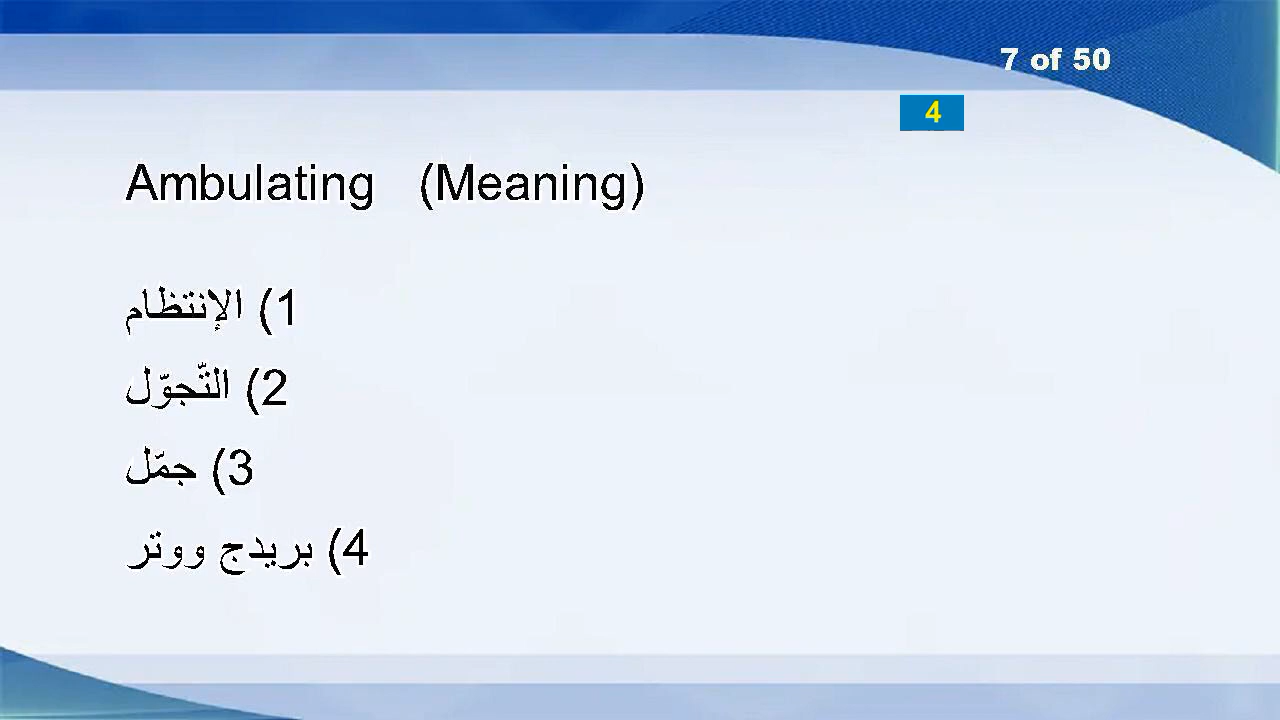 7 of 50
4
Ambulating (Meaning)
1) الإنتظام
2) التّجوّل
3) جمّل
4) بريدج ووتر